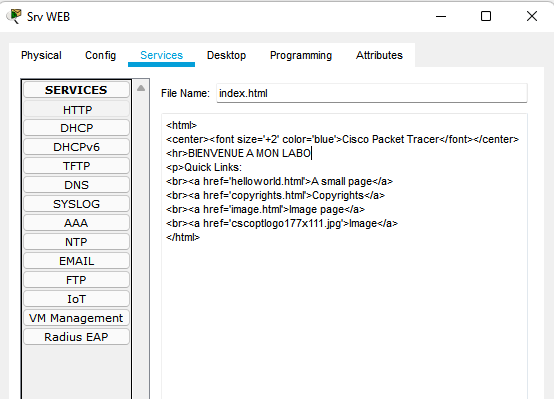 Srv WEB
Physical Config Services Desktop Programming Attributes
SERVICES
HTTP
DHCP
DHCPv6
TFTP
DNS
SYSLOG
AAA
NTP
EMAIL
FTP
IoT
VM Management
Radius EAP
File Name: index.html
<html>
<center><font size='+2' color='blue'>Cisco Packet Tracer</font></center>
<hr>BIENVENUE A MON LABO
<p>Quick Links:
<br><a href='helloworld.html'>A small page</a>
<br><a href='copyrights.html'>Copyrights</a>
<br><a href='image.html'>Image page</a>
<br><a href='cscoptlogo177x111.jpg'>Image</a>
</html>